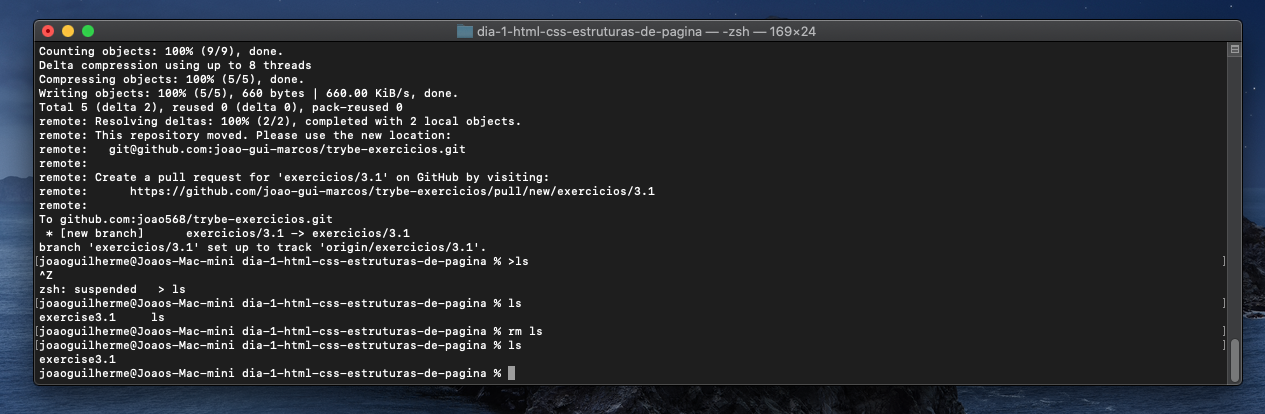 dia-1-html-css-estruturas-de-pagina — -zsh — 169×24
Counting objects: 100% (9/9), done.
Delta compression using up to 8 threads
Compressing objects: 100% (5/5), done.
Writing objects: 100% (5/5), 660 bytes | 660.00 KiB/s, done.
Total 5 (delta 2), reused 0 (delta 0), pack-reused 0
remote: Resolving deltas: 100% (2/2), completed with 2 local objects.
remote: This repository moved. Please use the new location:
remote:   git@github.com:joao-gui-marcos/trybe-exercicios.git
remote:
remote: Create a pull request for 'exercicios/3.1' on GitHub by visiting:
remote:      https://github.com/joao-gui-marcos/trybe-exercicios/pull/new/exercicios/3.1
remote:
To github.com:joao568/trybe-exercicios.git
 * [new branch]      exercicios/3.1 -> exercicios/3.1
branch 'exercicios/3.1' set up to track 'origin/exercicios/3.1'.
[joaoguilherme@Joaos-Mac-mini dia-1-html-css-estruturas-de-pagina % >ls ]
^Z
zsh: suspended   > ls
[joaoguilherme@Joaos-Mac-mini dia-1-html-css-estruturas-de-pagina % ls ]
exercise3.1     ls
[joaoguilherme@Joaos-Mac-mini dia-1-html-css-estruturas-de-pagina % rm ls ]
[joaoguilherme@Joaos-Mac-mini dia-1-html-css-estruturas-de-pagina % ls ]
exercise3.1
joaoguilherme@Joaos-Mac-mini dia-1-html-css-estruturas-de-pagina %